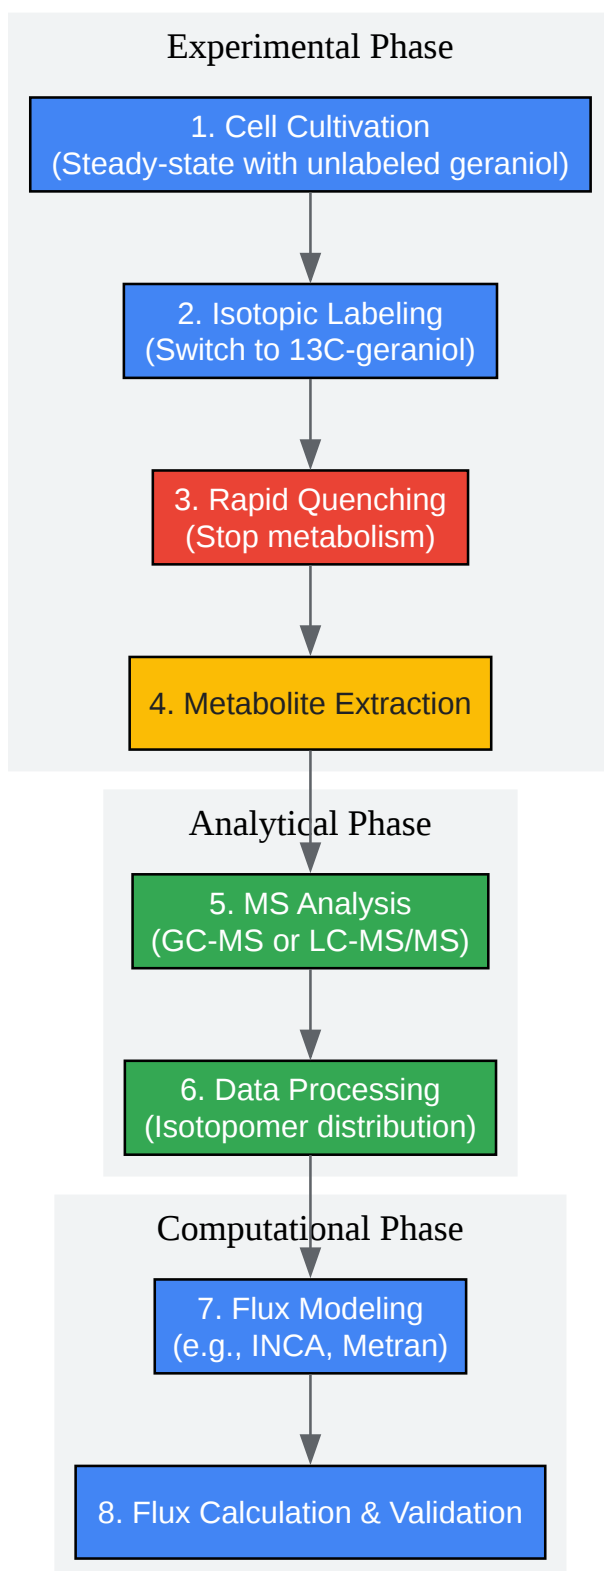 Experimental Phase
1. Cell Cultivation
(Steady-state with unlabeled geraniol)
2. Isotopic Labeling
(Switch to 13C-geraniol)
3. Rapid Quenching
(Stop metabolism)
4. Metabolite Extraction
Analytical Phase
5. MS Analysis
(GC-MS or LC-MS/MS)
6. Data Processing
(Isotopomer distribution)
Computational Phase
7. Flux Modeling
(e.g., INCA, Metran)
8. Flux Calculation & Validation